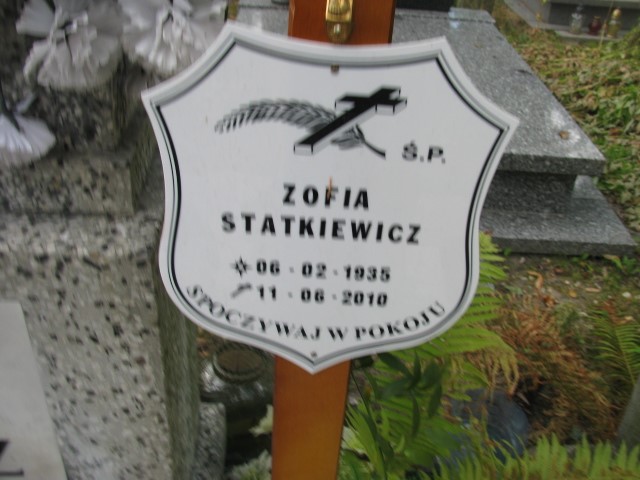 Ś.P.
ZOFIA
STATKIEWICZ
06 - 02 - 1935
11 - 06 - 2010
SPOCZYWAJ W POKOJU